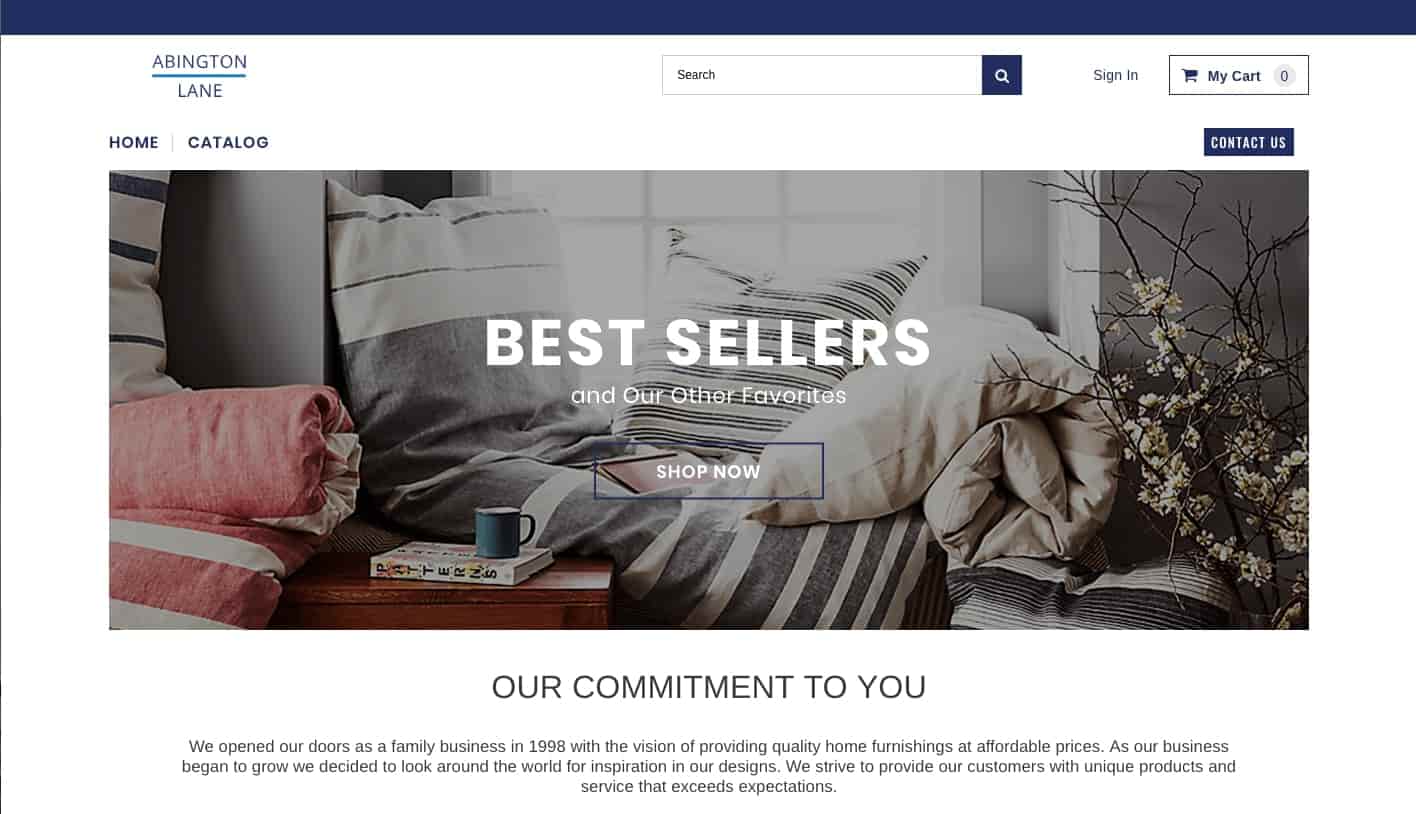 ABINGTON
LANE
Search
Sign In
My Cart 0
HOME
CATALOG
CONTACT US
BEST SELLERS
and Our Other Favorites
SHOP NOW
PATTERNS
OUR COMMITMENT TO YOU
We opened our doors as a family business in 1998 with the vision of providing quality home furnishings at affordable prices. As our business
began to grow we decided to look around the world for inspiration in our designs. We strive to provide our customers with unique products and
service that exceeds expectations.